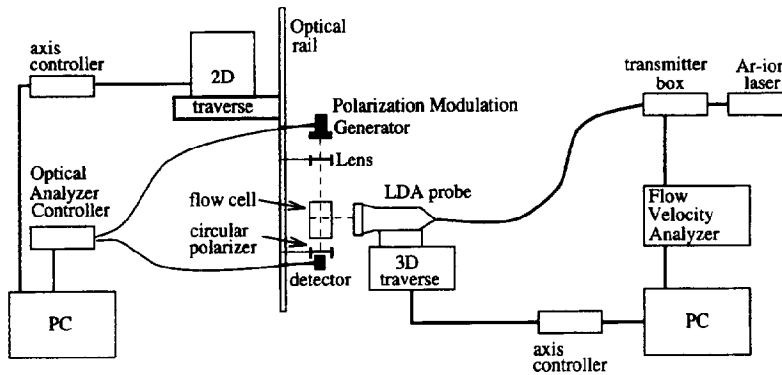 Optical
rail
axis
controller
2D
traverse
transmitter
box
Ar-ion
laser
Polarization Modulation
Generator
Lens
Optical
Analyzer
Controller
flow cell
LDA probe
Flow
Velocity
Analyzer
circular
polarizer
detector
3D
traverse
PC
PC
axis
controller